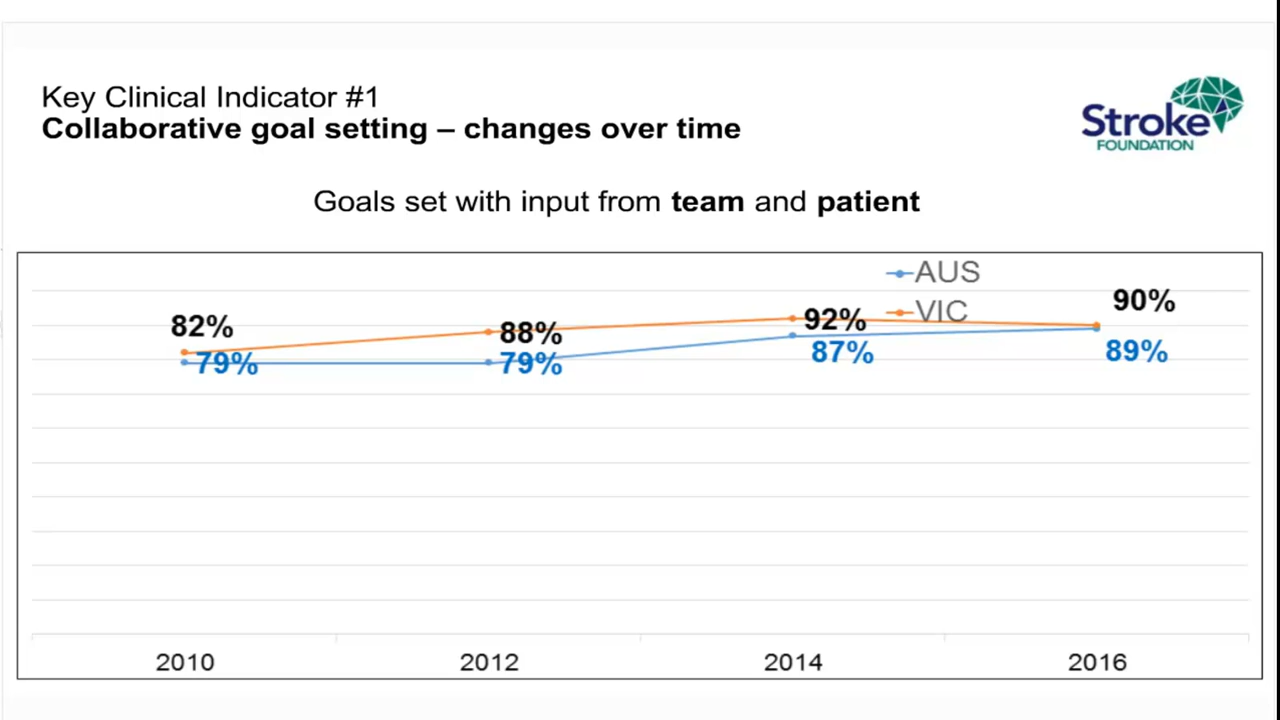 Key Clinical Indicator #1
Collaborative goal setting – changes over time
Stroke
FOUNDATION
Goals set with input from team and patient
AUS
VIC
82%
88%
92%
90%
79%
79%
87%
89%
2010
2012
2014
2016